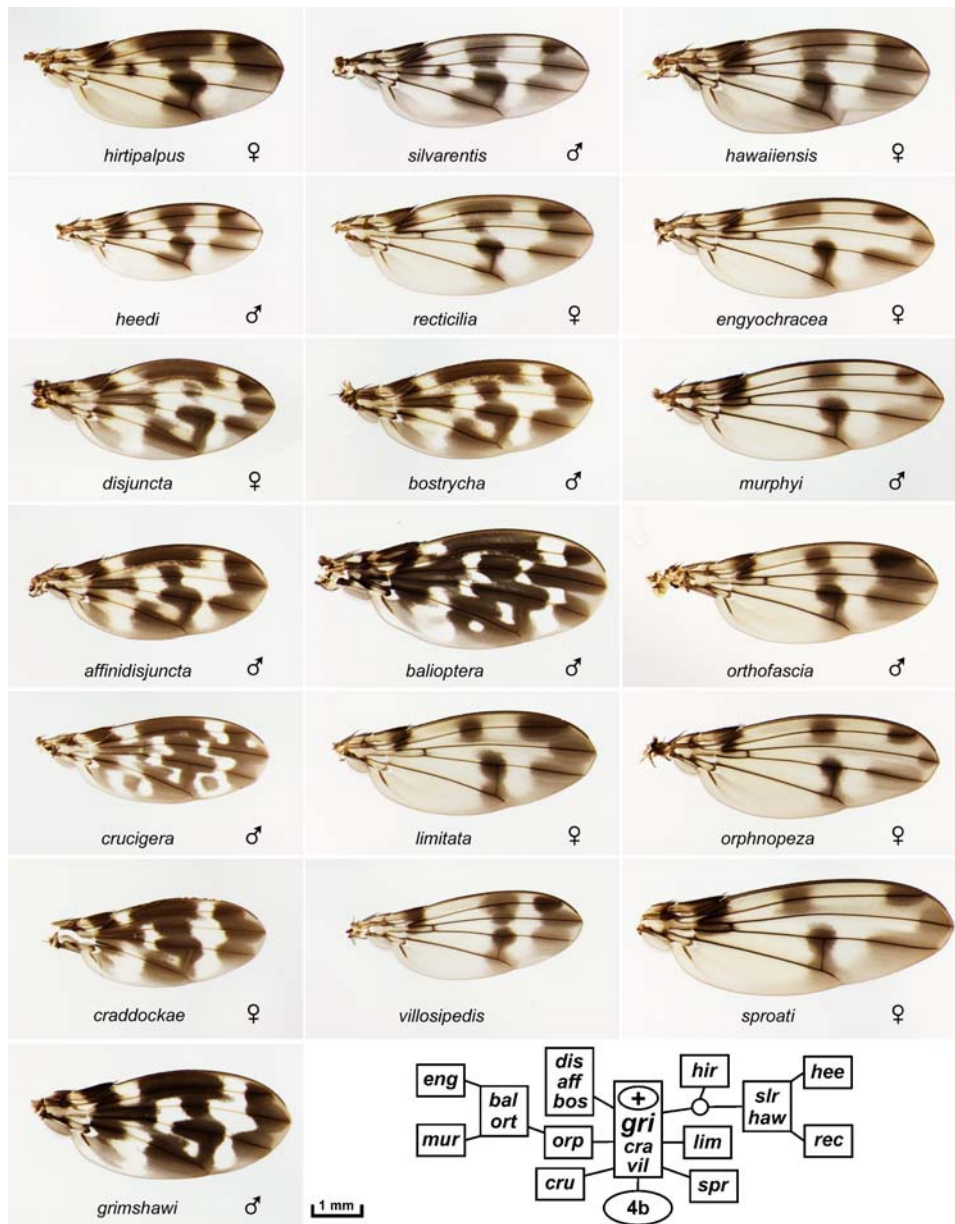 hirtipalpus ♀ silvarentis ♂ hawaiiensis ♀
heedi ♂ recticilia ♀ engyochracea ♀
disjuncta ♀ bostrycha ♂ murphyi ♂
affinidisjuncta ♂ balioptera ♂ orthofascia ♂
crucigera ♂ limitata ♀ orphnopeza ♀
craddockae ♀ villosipedis sproati ♀
grimshawi ♂
1 mm
eng
mur
bal
ort
dis
aff
bos
orp
cru
+
gri
cra
vil
4b
hir
lim
spr
slr
haw
hee
rec